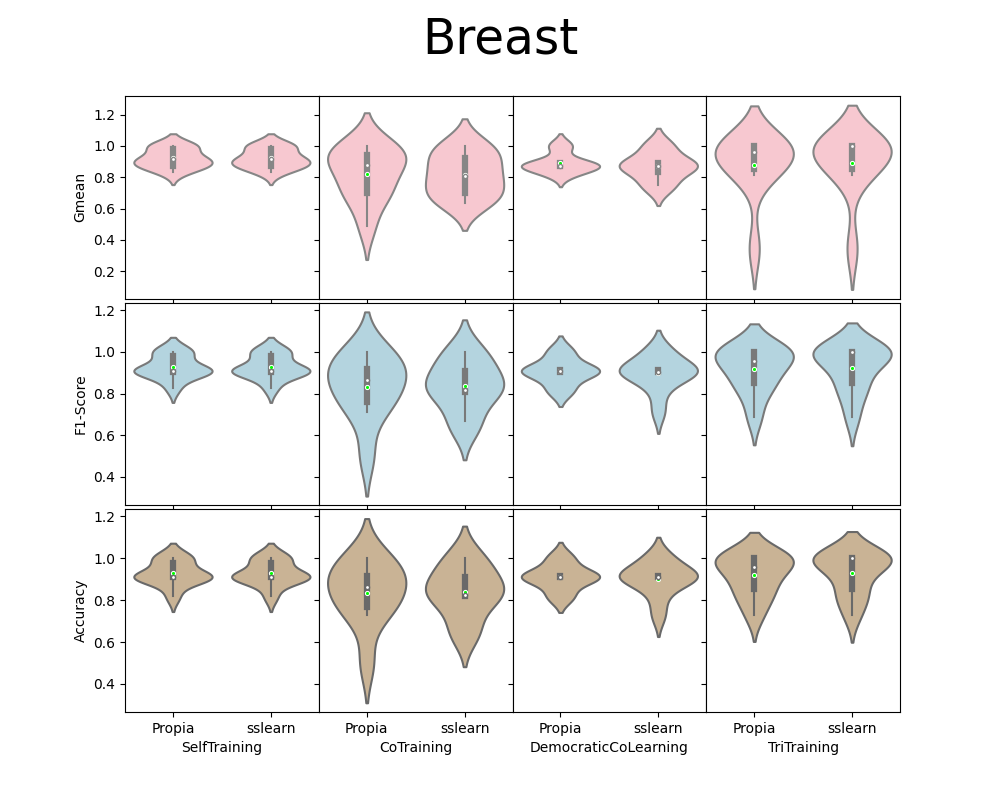 Breast
1.2
1.0
0.8
0.6
0.4
0.2
Gmean
1.2
1.0
0.8
0.6
0.4
F1-Score
1.2
1.0
0.8
0.6
0.4
Accuracy
Propia sslearn Propia sslearn Propia sslearn Propia sslearn
SelfTraining CoTraining DemocraticCoLearning TriTraining